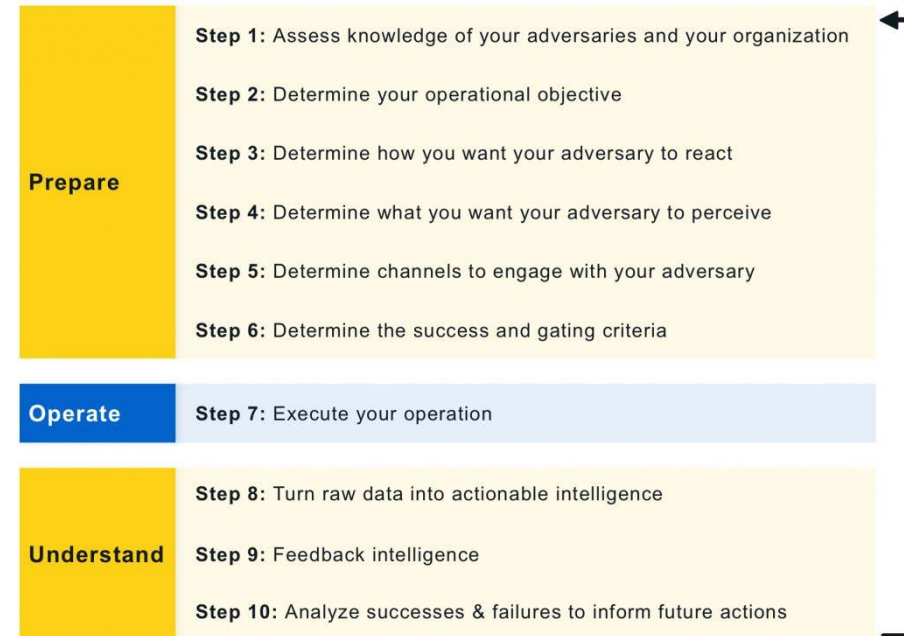 Prepare
Step 1: Assess knowledge of your adversaries and your organization
Step 2: Determine your operational objective
Step 3: Determine how you want your adversary to react
Step 4: Determine what you want your adversary to perceive
Step 5: Determine channels to engage with your adversary
Step 6: Determine the success and gating criteria
Operate
Step 7: Execute your operation
Understand
Step 8: Turn raw data into actionable intelligence
Step 9: Feedback intelligence
Step 10: Analyze successes & failures to inform future actions